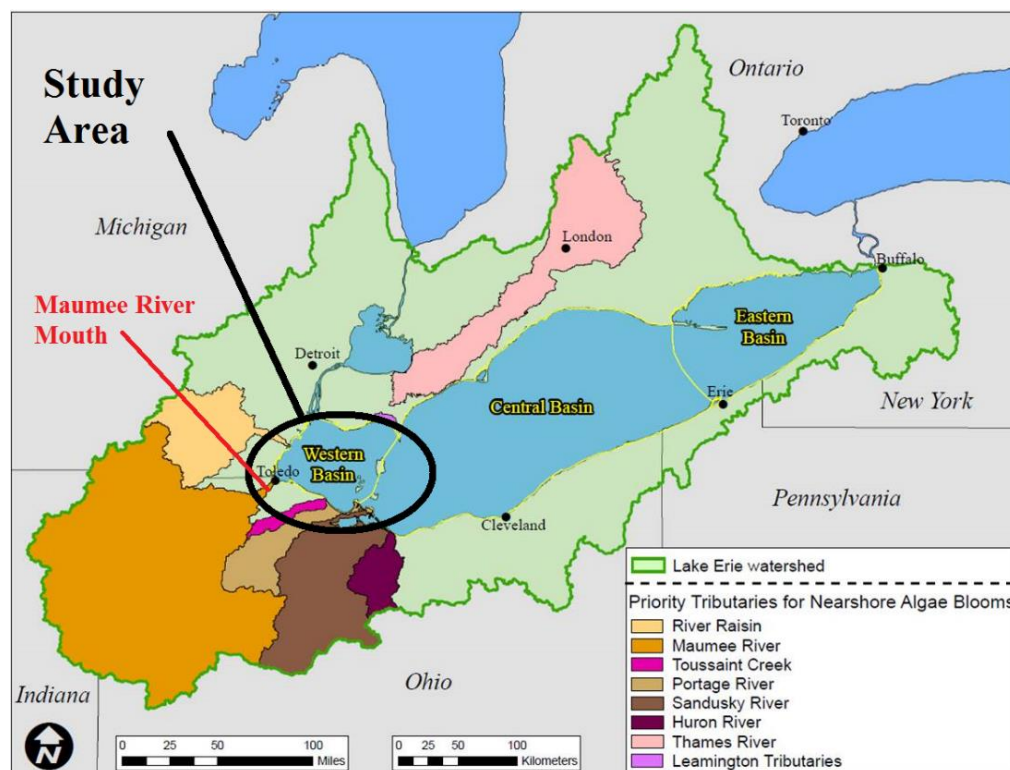 Study
Area
Ontario
Toronto
Michigan
London
Maumee River
Mouth
Buffalo
Detroit
Eastern
Basin
Central Basin
Erie
New York
Western
Basin
Toledo
Pennsylvania
Cleveland
Indiana
Ohio
N
0 25 50 100
Miles
0 25 50 100
Kilometers
Lake Erie watershed
Priority Tributaries for Nearshore Algae Blooms
River Raisin
Maumee River
Toussaint Creek
Portage River
Sandusky River
Huron River
Thames River
Leamington Tributaries